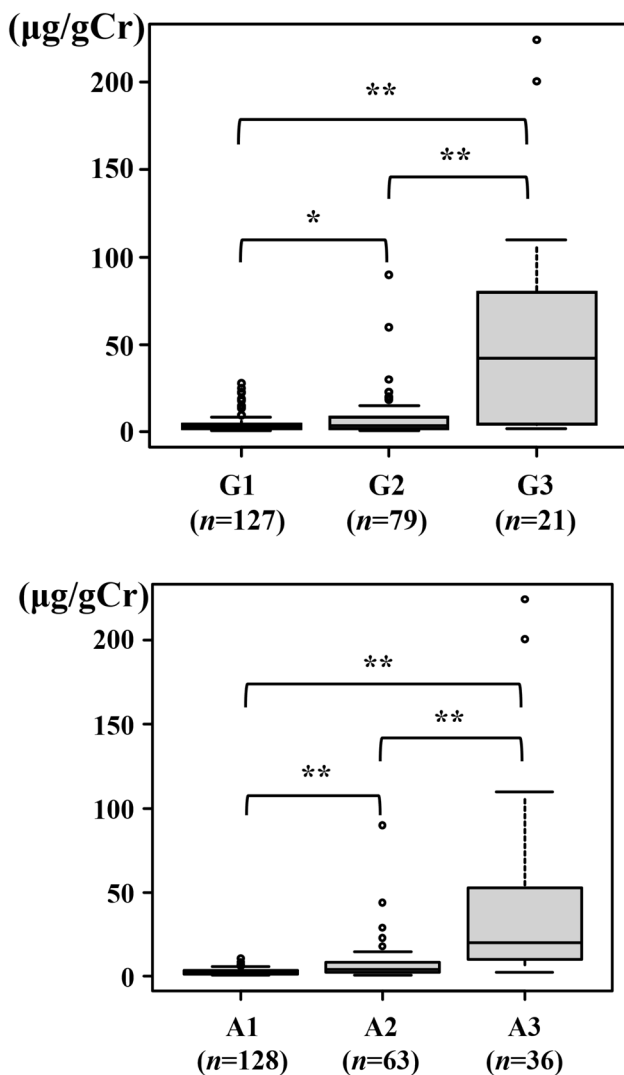 (μg/gCr)
200
**
150
**
100
*
50
0
G1 G2 G3
(n=127) (n=79) (n=21)
(μg/gCr)
200
**
150
**
**
100
50
0
A1 A2 A3
(n=128) (n=63) (n=36)